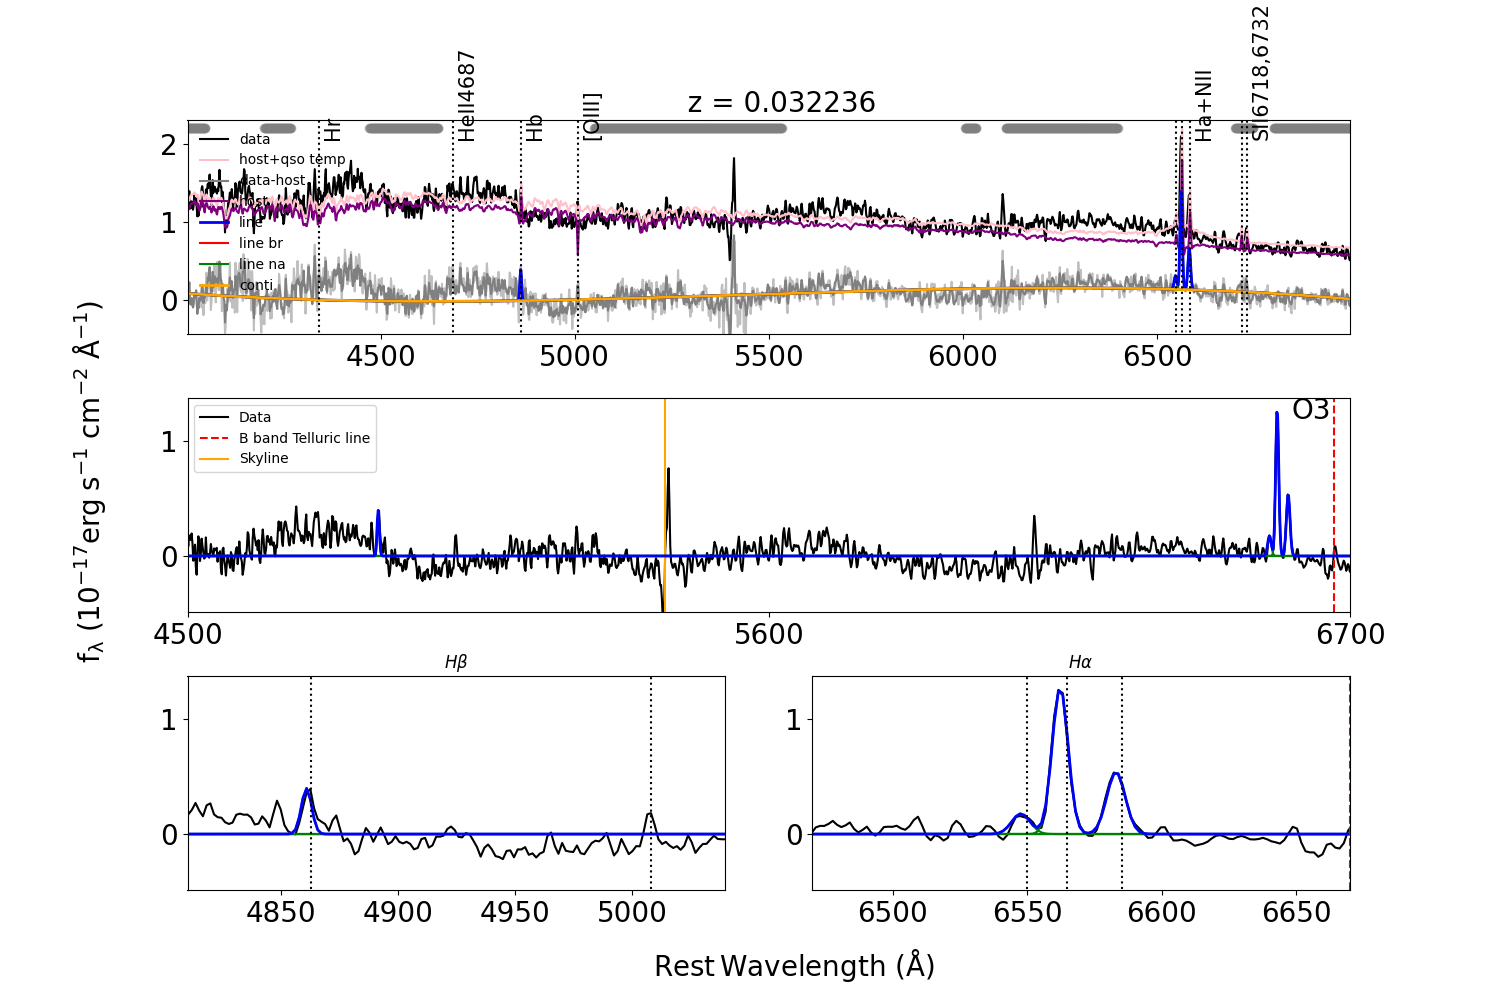 z = 0.032236
Hr
HeII4687
Hb
[OIII]
Ha+NII
SII6718,6732
data
host+qso temp
data-host
host
line
line br
line na
conti
2
1
0
4500 5000 5500 6000 6500
fλ (10−17erg s−1 cm−2 Å−1)
Data
B band Telluric line
Skyline
O3
1
0
4500 5600 6700
Hβ
1
0
4850 4900 4950 5000
Hα
1
0
6500 6550 6600 6650
Rest Wavelength (Å)